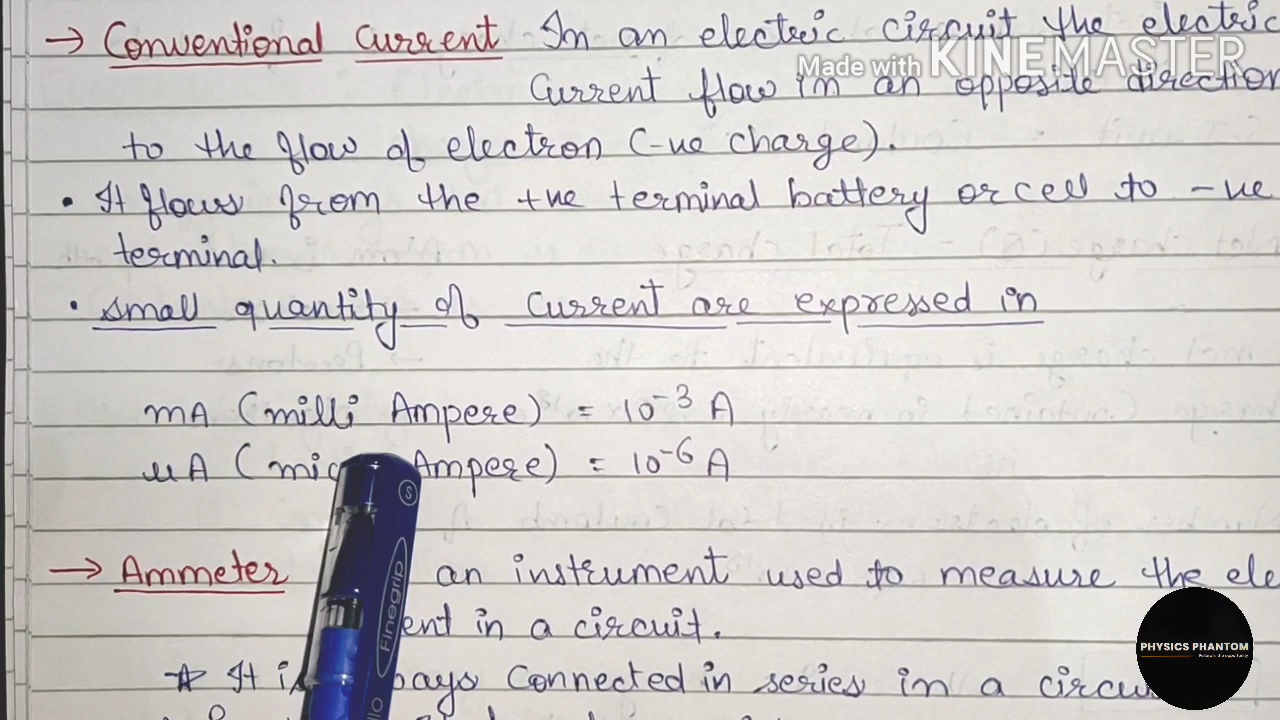 → Conventional Current In an electric circuit the electric
Made with KINEMASTER
Current flow in an opposite direction
to the flow of electron (-ve charge).
• It flows from the +ve terminal battery or cell to -ve
terminal.
• small quantity of Current are expressed in
mA (milli Ampere) = 10⁻³ A
μA ( Ampere) = 10⁻⁶ A
S
→ Ammeter an instrument used to measure the ele
Finegrip
ent in a circuit.
PHYSICS PHANTOM
☆ It is Connected in series in a circu